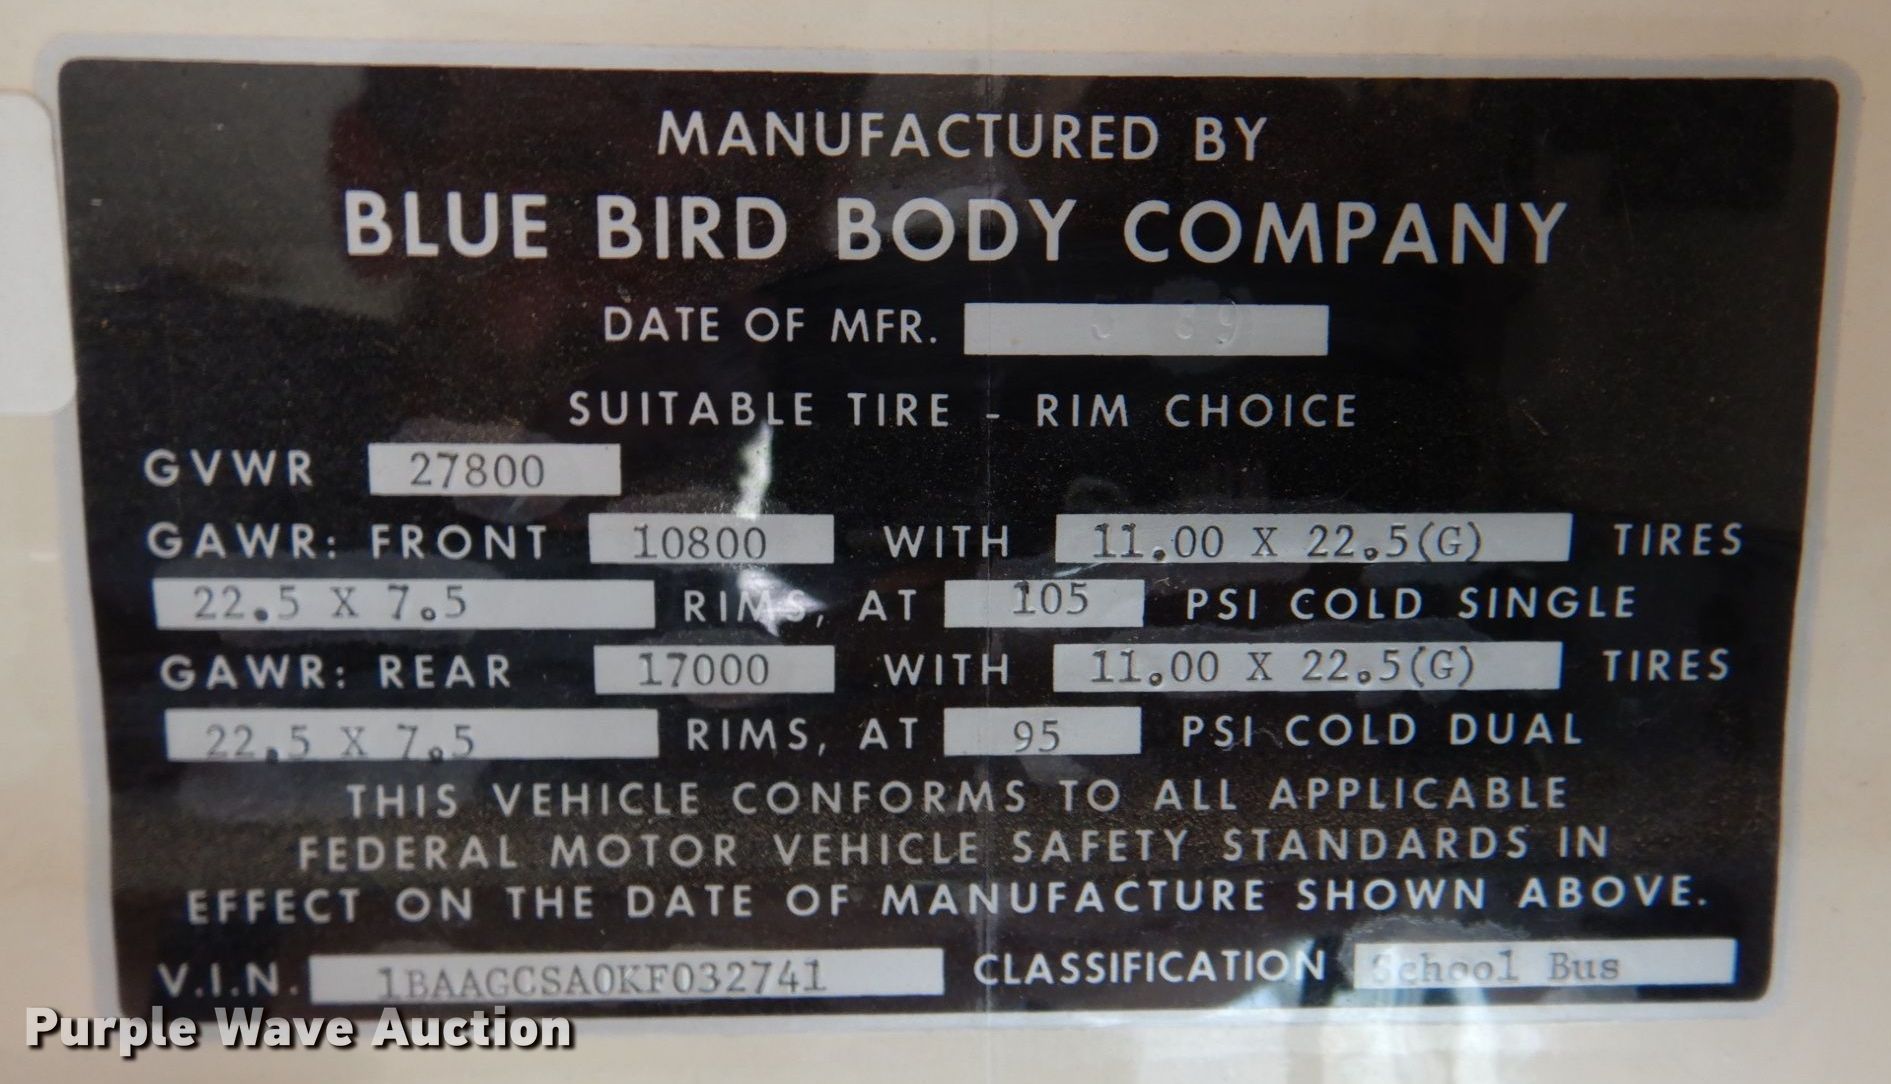 MANUFACTURED BY
BLUE BIRD BODY COMPANY
DATE OF MFR. 89
SUITABLE TIRE - RIM CHOICE
GVWR 27800
GAWR: FRONT 10800 WITH 11.00 X 22.5(G) TIRES
22.5 X 7.5 RIMS, AT 105 PSI COLD SINGLE
GAWR: REAR 17000 WITH 11.00 X 22.5(G) TIRES
22.5 X 7.5 RIMS, AT 95 PSI COLD DUAL
THIS VEHICLE CONFORMS TO ALL APPLICABLE
FEDERAL MOTOR VEHICLE SAFETY STANDARDS IN
EFFECT ON THE DATE OF MANUFACTURE SHOWN ABOVE.
V.I.N. 1BAAGCSA0KF032741 CLASSIFICATION School Bus
Purple Wave Auction